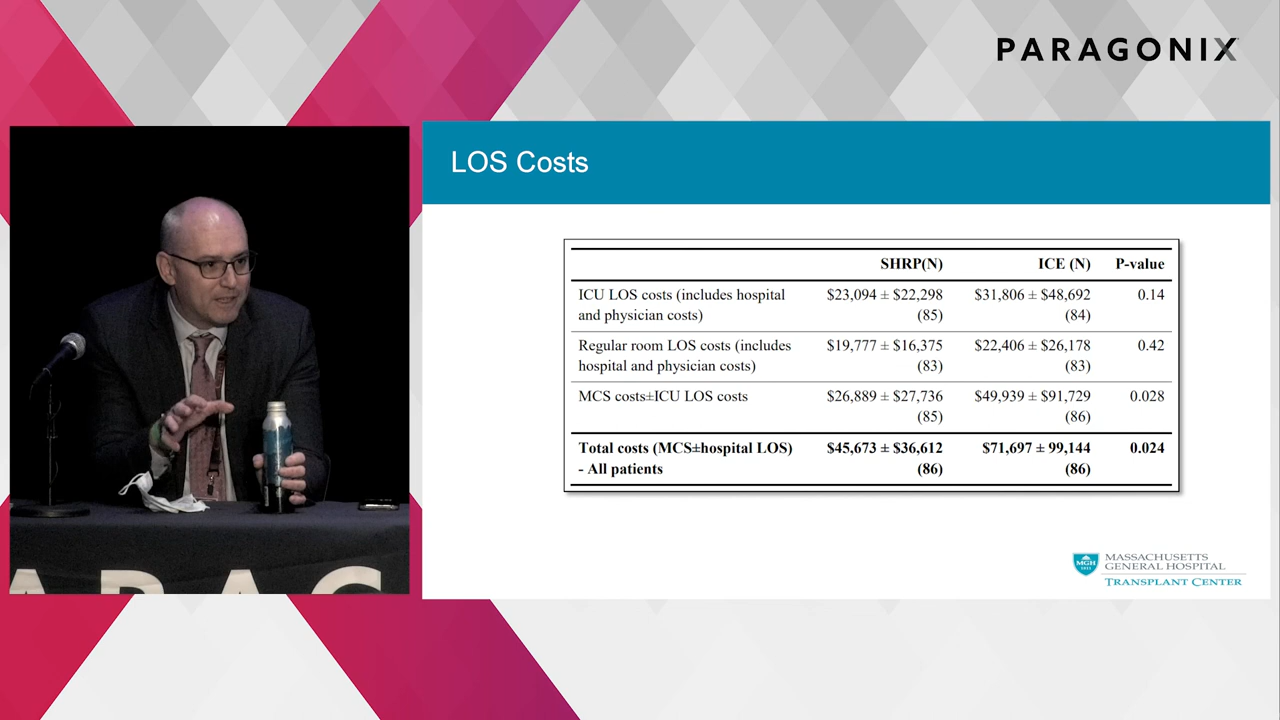 PARAGONIX
LOS Costs
SHRP(N) ICE (N) P-value
ICU LOS costs (includes hospital $23,094 ± $22,298 $31,806 ± $48,692 0.14
and physician costs) (85) (84)
Regular room LOS costs (includes $19,777 ± $16,375 $22,406 ± $26,178 0.42
hospital and physician costs) (83) (83)
MCS costs±ICU LOS costs $26,889 ± $27,736 $49,939 ± $91,729 0.028
(85) (86)
Total costs (MCS±hospital LOS) $45,673 ± $36,612 $71,697 ± 99,144 0.024
- All patients (86) (86)
MGH
1811
MASSACHUSETTS
GENERAL HOSPITAL
TRANSPLANT CENTER
ARAG